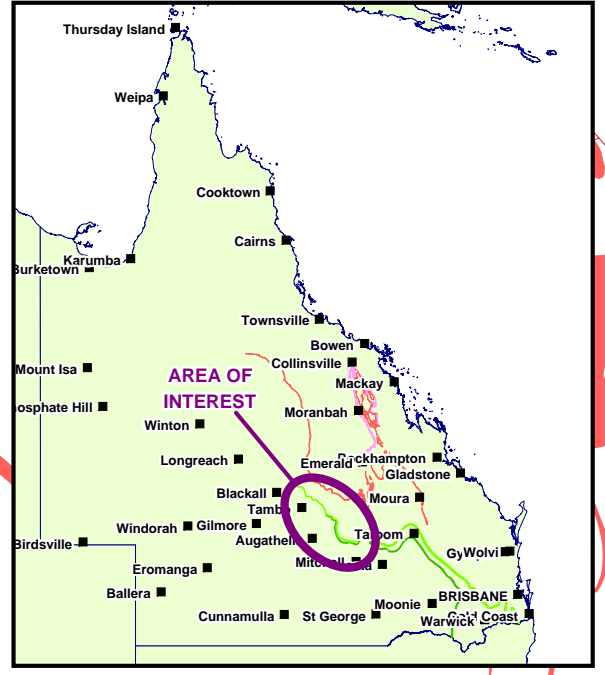 Thursday Island
Weipa
Cooktown
Cairns
Karumba
Burketown
Townsville
Bowen
Collinsville
Mount Isa
AREA OF
INTEREST
Mackay
hosphate Hill
Moranbah
Winton
Rockhampton
Emerald
Longreach
Gladstone
Blackall
Moura
Tambo
Gilmore
Windorah
Taroom
Augathella
Birdsville
Gy
Wolvi
Mitchell
Eromanga
Ballera
BRISBANE
Moonie
Cunnamulla
St George
Gold Coast
Warwick